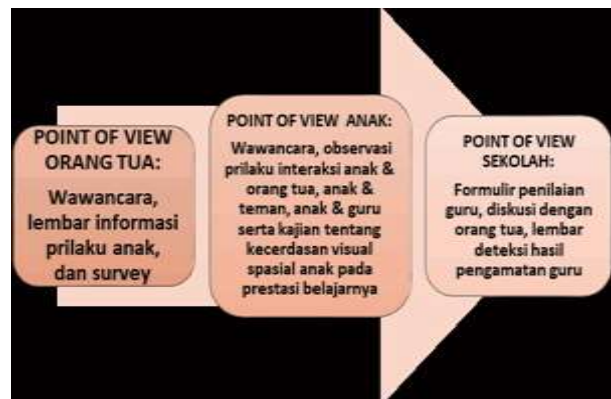 POINT OF VIEW
ORANG TUA:
Wawancara,
lembar informasi
prilaku anak,
dan survey
POINT OF VIEW ANAK:
Wawancara, observasi
prilaku interaksi anak &
orang tua, anak &
teman, anak & guru
serta kajian tentang
kecerdasan visual
spasial anak pada
prestasi belajarnya
POINT OF VIEW
SEKOLAH:
Formulir penilaian
guru, diskusi dengan
orang tua, lembar
deteksi hasil
pengamatan guru